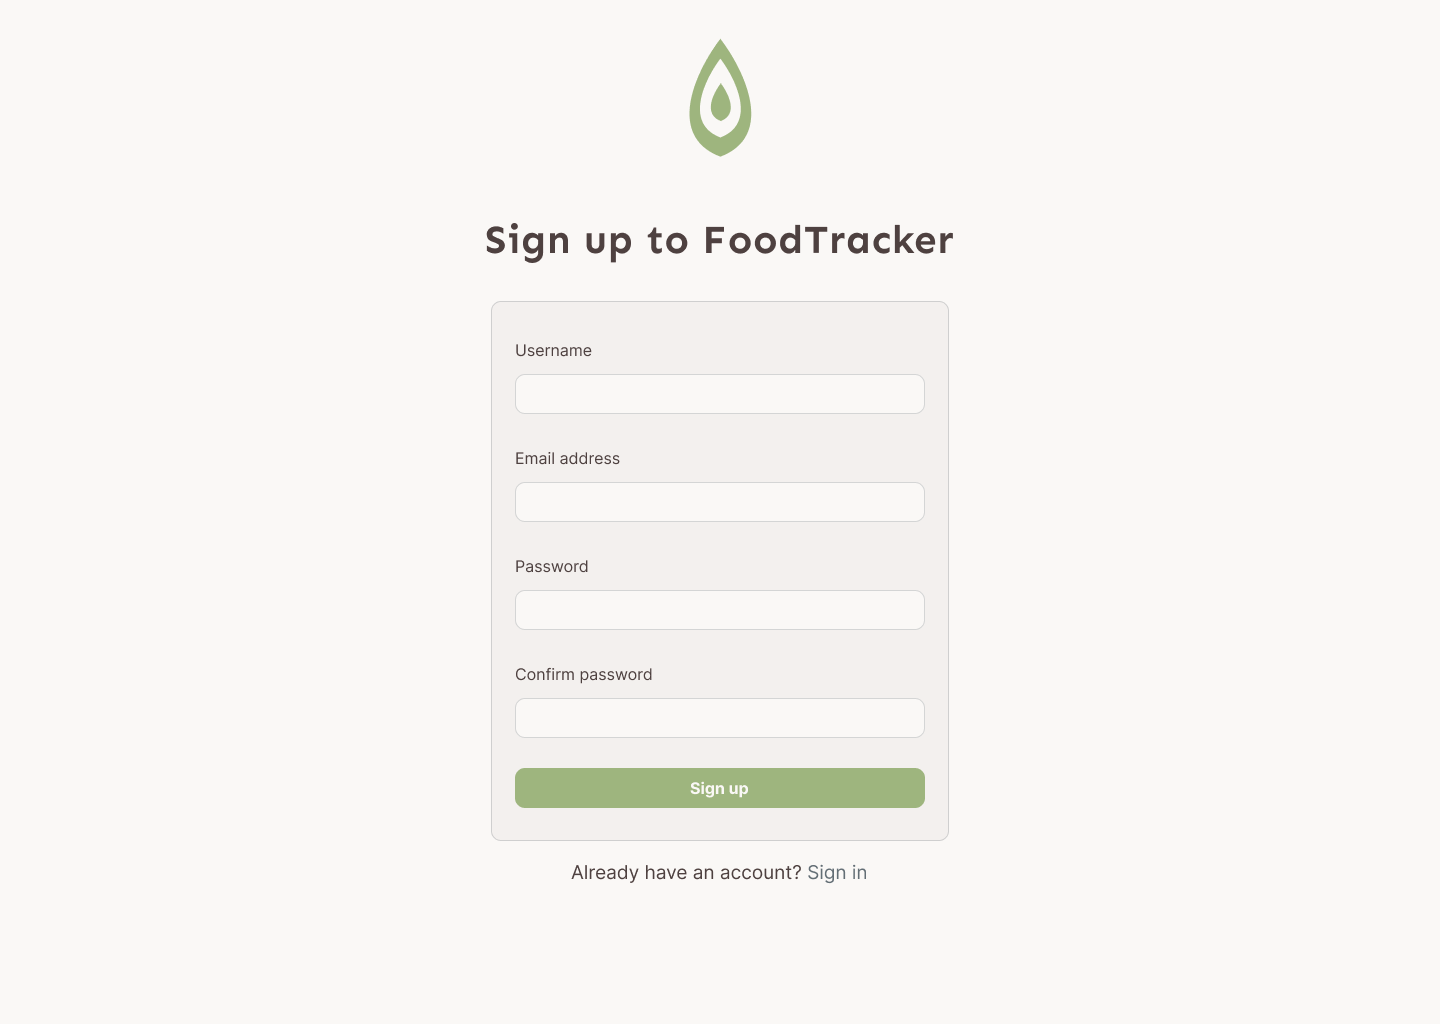 Sign up to FoodTracker
Username
Email address
Password
Confirm password
Sign up
Already have an account? Sign in